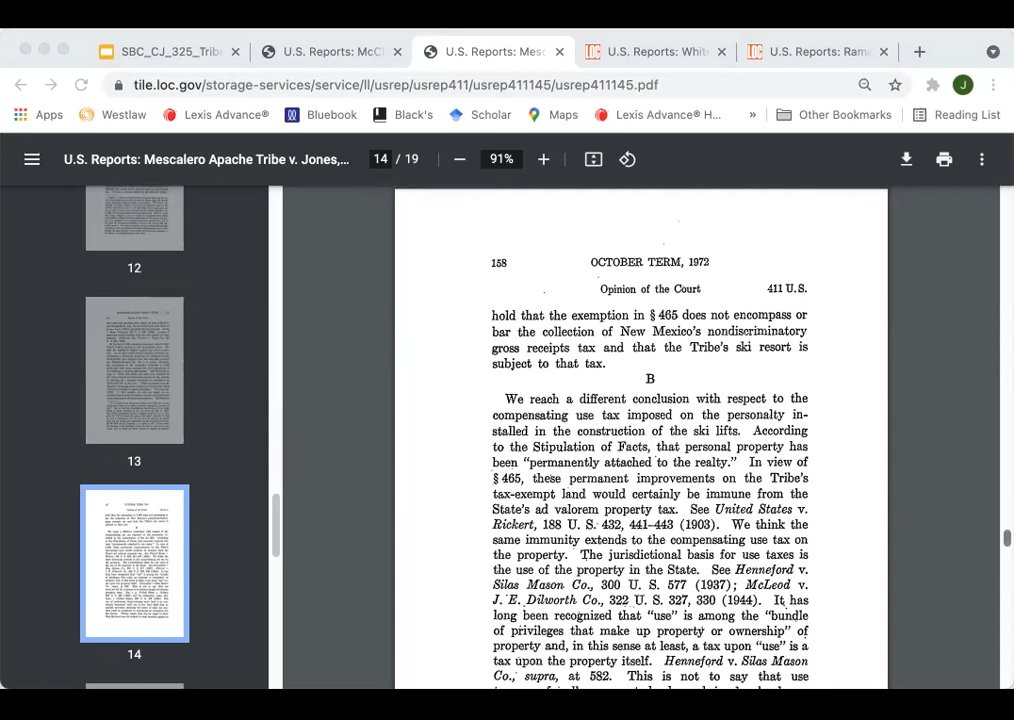 SBC_CJ_325_Trib
U.S. Reports: McC
U.S. Reports: Mes
U.S. Reports: Whit
U.S. Reports: Ram
tile.loc.gov/storage-services/service/ll/usrep/usrep411/usrep411145/usrep411145.pdf
J
Apps
Westlaw
Lexis Advance®
Bluebook
Black's
Scholar
Maps
Lexis Advance® H...
»
Other Bookmarks
Reading List
U.S. Reports: Mescalero Apache Tribe v. Jones,...
14 / 19
91%
12
13
14
158 OCTOBER TERM, 1972
Opinion of the Court 411 U.S.
hold that the exemption in § 465 does not encompass or
bar the collection of New Mexico's nondiscriminatory
gross receipts tax and that the Tribe's ski resort is
subject to that tax.
B
We reach a different conclusion with respect to the
compensating use tax imposed on the personalty in-
stalled in the construction of the ski lifts. According
to the Stipulation of Facts, that personal property has
been "permanently attached to the realty." In view of
§ 465, these permanent improvements on the Tribe's
tax-exempt land would certainly be immune from the
State's ad valorem property tax. See United States v.
Rickert, 188 U. S. 432, 441–443 (1903). We think the
same immunity extends to the compensating use tax on
the property. The jurisdictional basis for use taxes is
the use of the property in the State. See Henneford v.
Silas Mason Co., 300 U. S. 577 (1937); McLeod v.
J. E. Dilworth Co., 322 U. S. 327, 330 (1944). It has
long been recognized that "use" is among the "bundle
of privileges that make up property or ownership" of
property and, in this sense at least, a tax upon "use" is a
tax upon the property itself. Henneford v. Silas Mason
Co., supra, at 582. This is not to say that use